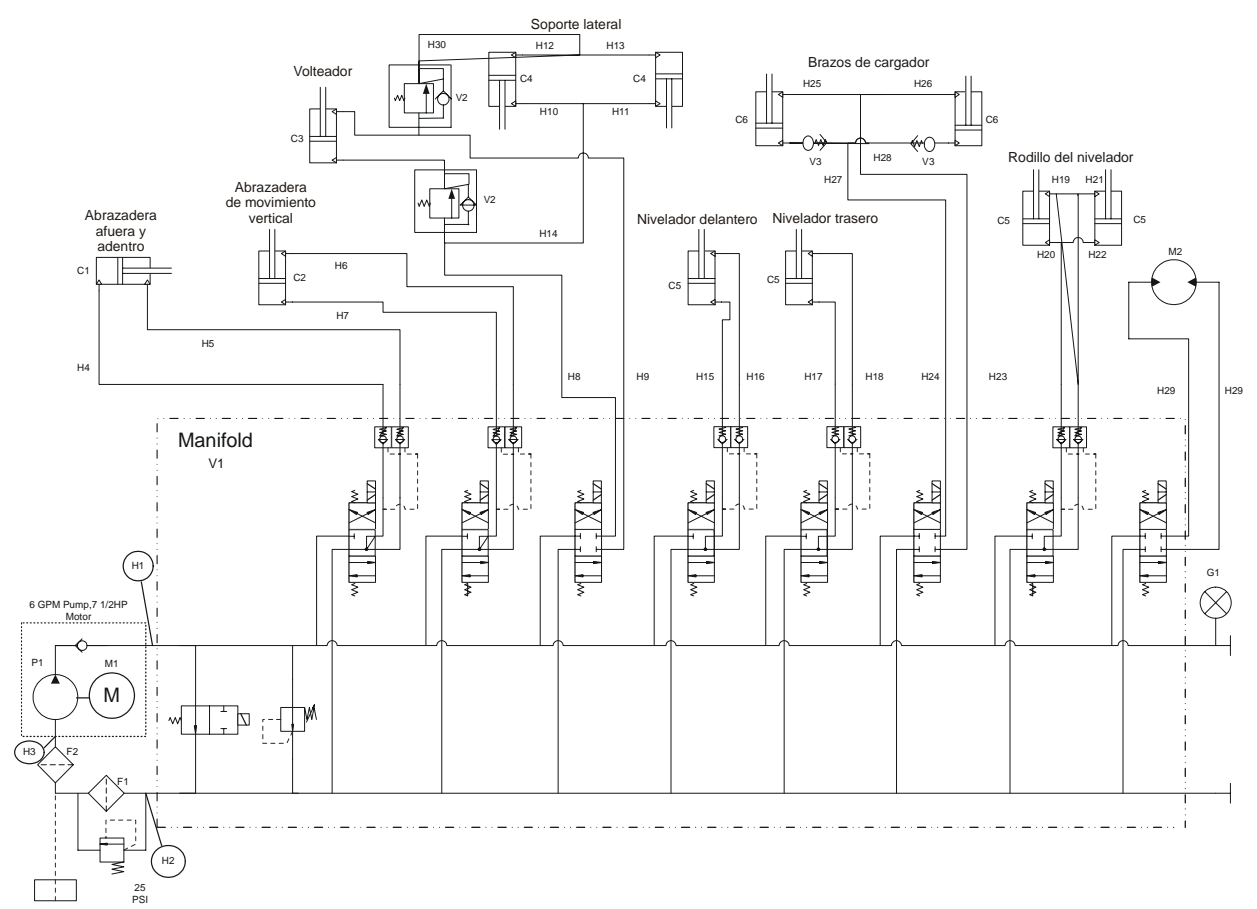 Soporte lateral
H30
H12
H13
Volteador
C4
C4
V2
H10
H11
C3
Brazos de cargador
H25
H26
C6
C6
V3
H28
V3
H27
Rodillo del nivelador
H19
H21
C5
C5
H20
H22
Abrazadera
de movimiento
vertical
V2
H14
Abrazadera
afuera y
adentro
C1
H6
C2
H7
Nivelador delantero
Nivelador trasero
C5
C5
M2
H5
H4
H8
H9
H15
H16
H17
H18
H24
H23
H29
H29
Manifold
V1
H1
G1
6 GPM Pump,7 1/2HP
Motor
P1
M1
M
H3
F2
F1
H2
25
PSI